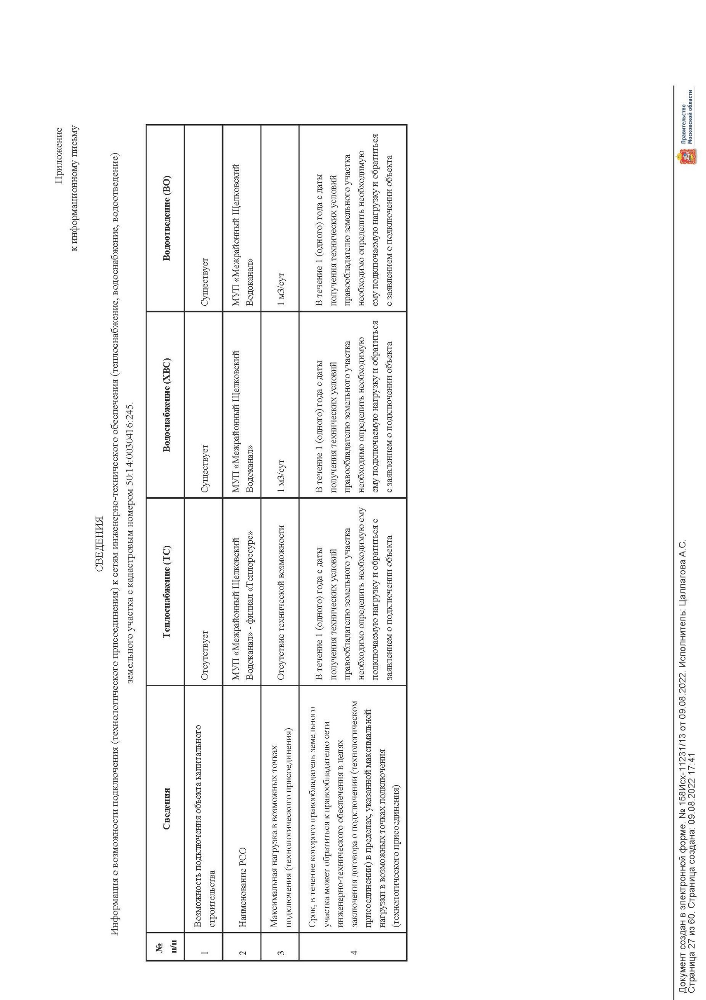 Приложение
к информационному письму
СВЕДЕНИЯ
Информация о возможности подключения (технологического присоединения) к сетям инженерно-технического обеспечения (теплоснабжение, водоснабжение, водоотведение)
земельного участка с кадастровым номером 50:14:0030416:245.
№
п/п
Сведения
Теплоснабжение (ТС)
Водоснабжение (ХВС)
Водоотведение (ВО)
1
Возможность подключения объекта капитального
строительства
Отсутствует
Существует
Существует
2
Наименование РСО
МУП «Межрайонный Щелковский
Водоканал» - филиал «Теплоресурс»
МУП «Межрайонный Щелковский
Водоканал»
МУП «Межрайонный Щелковский
Водоканал»
3
Максимальная нагрузка в возможных точках
подключения (технологического присоединения)
Отсутствие технической возможности
1 м3/сут
1 м3/сут
4
Срок, в течение которого правообладатель земельного
участка может обратиться к правообладателю сети
инженерно-технического обеспечения в целях
заключения договора о подключении (технологическом
присоединении) в пределах, указанной максимальной
нагрузки в возможных точках подключения
(технологического присоединения)
В течение 1 (одного) года с даты
получения технических условий
правообладателю земельного участка
необходимо определить необходимую ему
подключаемую нагрузку и обратиться с
заявлением о подключении объекта
В течение 1 (одного) года с даты
получения технических условий
правообладателю земельного участка
необходимо определить необходимую
ему подключаемую нагрузку и обратиться
с заявлением о подключении объекта
В течение 1 (одного) года с даты
получения технических условий
правообладателю земельного участка
необходимо определить необходимую
ему подключаемую нагрузку и обратиться
с заявлением о подключении объекта
Документ создан в электронной форме. № 158Исх-11231/13 от 09.08.2022. Исполнитель: Цаллагова А.С.
Страница 27 из 60. Страница создана: 09.08.2022 17:41
Правительство
Московской области